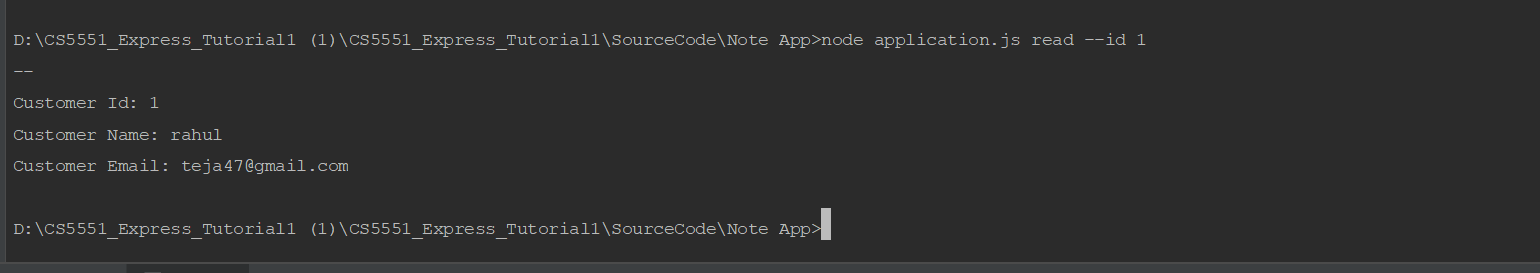 D:\CS5551_Express_Tutorial1 (1)\CS5551_Express_Tutorial1\SourceCode\Note App>node application.js read --id 1
--
Customer Id: 1
Customer Name: rahul
Customer Email: teja47@gmail.com
D:\CS5551_Express_Tutorial1 (1)\CS5551_Express_Tutorial1\SourceCode\Note App>